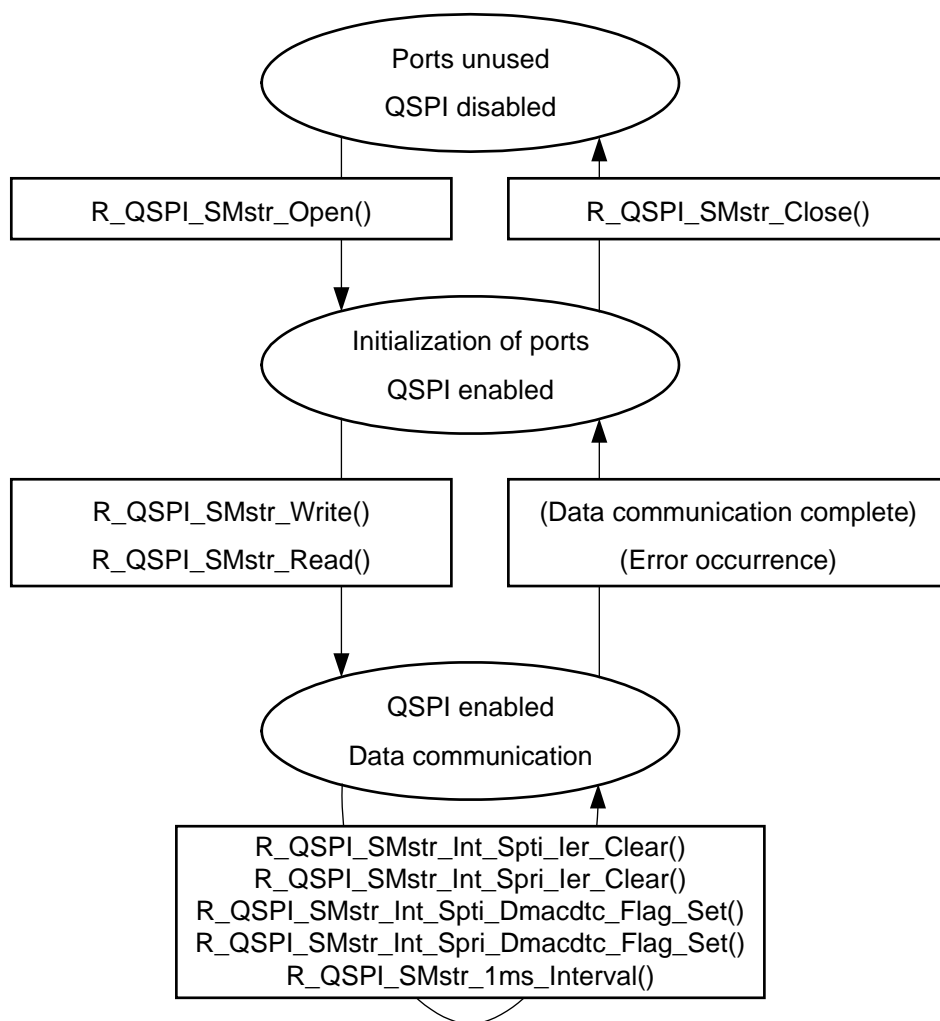 Ports unused
QSPI disabled
R_QSPI_SMstr_Open()
R_QSPI_SMstr_Close()
Initialization of ports
QSPI enabled
R_QSPI_SMstr_Write()
R_QSPI_SMstr_Read()
(Data communication complete)
(Error occurrence)
QSPI enabled
Data communication
R_QSPI_SMstr_Int_Spti_Ier_Clear()
R_QSPI_SMstr_Int_Spri_Ier_Clear()
R_QSPI_SMstr_Int_Spti_Dmacdtc_Flag_Set()
R_QSPI_SMstr_Int_Spri_Dmacdtc_Flag_Set()
R_QSPI_SMstr_1ms_Interval()